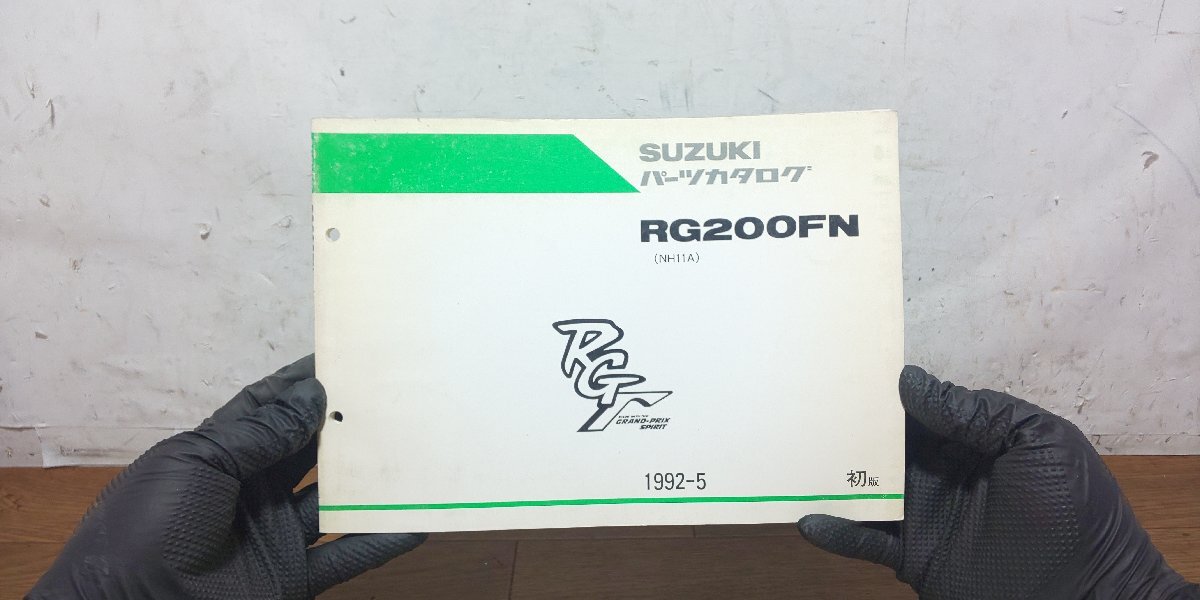 SUZUKI
パーツカタログ
RG200FN
(NH11A)
RGΓ
GRAND-PRIX
SPIRIT
1992-5
初版